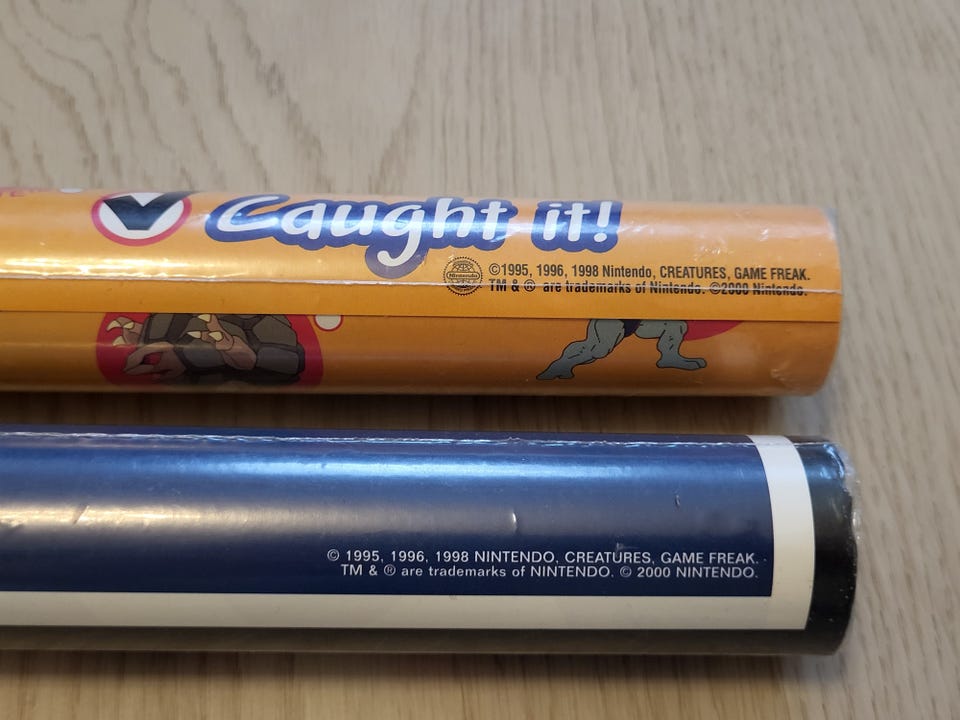 Caught it!
Nintendo
©1995, 1996, 1998 Nintendo, CREATURES, GAME FREAK.
TM & ® are trademarks of Nintendo. ©2000 Nintendo.
© 1995, 1996, 1998 NINTENDO, CREATURES, GAME FREAK.
TM & ® are trademarks of NINTENDO. © 2000 NINTENDO.